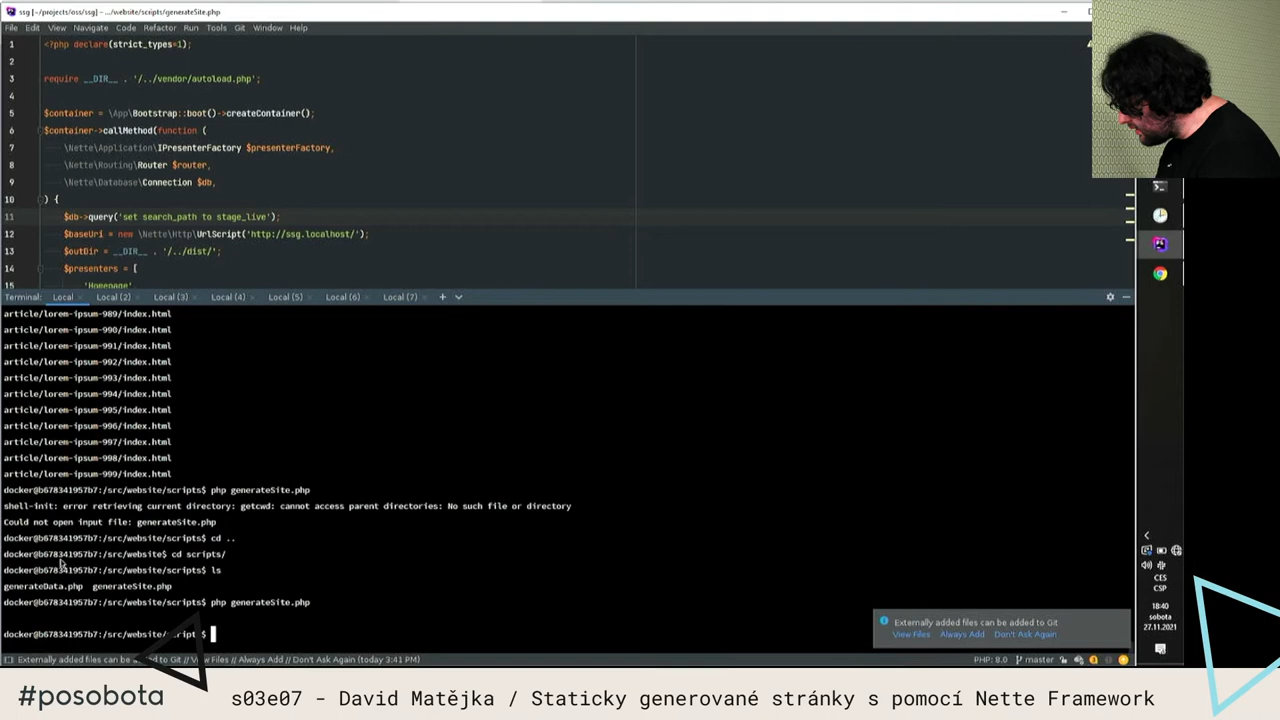 ssg [~/projects/oss/ssg] – .../website/scripts/generateSite.php
File Edit View Navigate Code Refactor Tools Git Window Help
1 <?php declare(strict_types=1);
2
3 require __DIR__ . '/../vendor/autoload.php';
4
5 $container = \App\Bootstrap::boot()->createContainer();
6 $container->callMethod(function (
7 \Nette\Application\IPresenterFactory $presenterFactory,
8 \Nette\Routing\Router $router,
9 \Nette\Database\Connection $db,
10 ) {
11 $db->query('set search_path to stage_live');
12 $baseUri = new \Nette\Http\UrlScript('http://ssg.localhost/');
13 $outDir = __DIR__ . '/../dist/';
14 $presenters = [
15 'Homepage'
Terminal: Local Local (2) Local (3) Local (4) Local (5) Local (6) Local (7) +
article/lorem-ipsum-989/index.html
article/lorem-ipsum-990/index.html
article/lorem-ipsum-991/index.html
article/lorem-ipsum-992/index.html
article/lorem-ipsum-993/index.html
article/lorem-ipsum-994/index.html
article/lorem-ipsum-995/index.html
article/lorem-ipsum-996/index.html
article/lorem-ipsum-997/index.html
article/lorem-ipsum-998/index.html
article/lorem-ipsum-999/index.html
docker@b678341957b7:/src/website/scripts$ php generateSite.php
shell-init: error retrieving current directory: getcwd: cannot access parent directories: No such file or directory
Could not open input file: generateSite.php
docker@b678341957b7:/src/website/scripts$ cd ..
docker@b678341957b7:/src/website$ cd scripts/
docker@b678341957b7:/src/website/scripts$ ls
generateData.php generateSite.php
docker@b678341957b7:/src/website/scripts$ php generateSite.php
docker@b678341957b7:/src/website/script $
Externally added files can be added to Git
View Files Always Add Don't Ask Again
Externally added files can be added to Git // View Files // Always Add // Don't Ask Again (today 3:41 PM)
PHP: 8.0 master
CES
CSP
18:40
sobota
27.11.2021
#posobota
s03e07 - David Matějka / Staticky generované stránky s pomocí Nette Framework